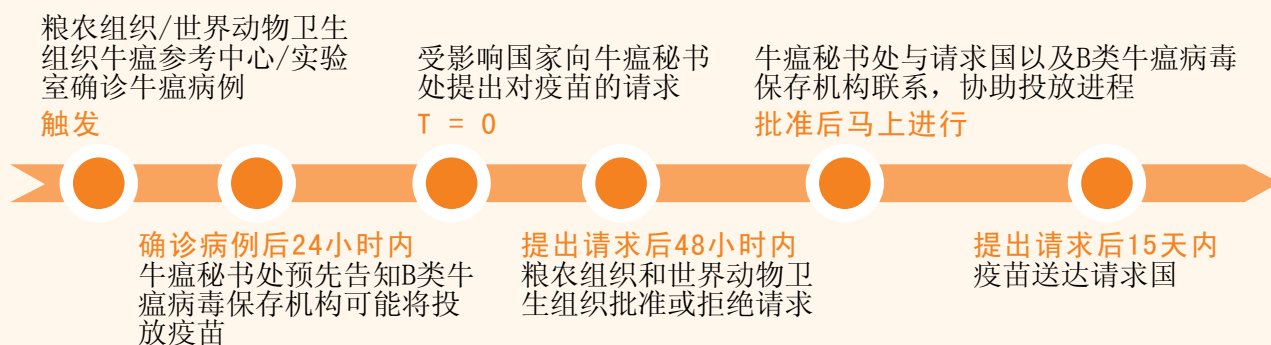 粮农组织/世界动物卫生
组织牛瘟参考中心/实验
室确诊牛瘟病例
触发
确诊病例后24小时内
牛瘟秘书处预先告知B类牛
瘟病毒保存机构可能将投
放疫苗
受影响国家向牛瘟秘书
处提出对疫苗的请求
T = 0
提出请求后48小时内
粮农组织和世界动物卫
生组织批准或拒绝请求
牛瘟秘书处与请求国以及B类牛瘟病毒
保存机构联系，协助投放进程
批准后马上进行
提出请求后15天内
疫苗送达请求国